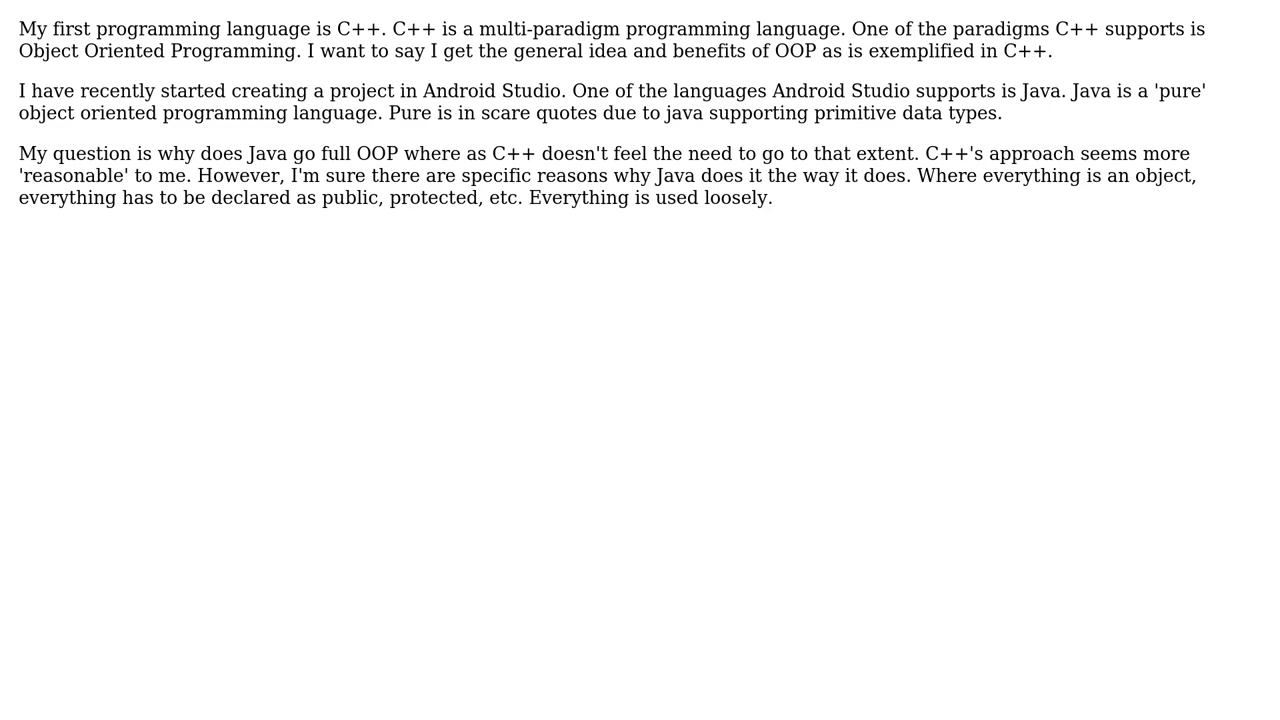 My first programming language is C++. C++ is a multi-paradigm programming language. One of the paradigms C++ supports is
Object Oriented Programming. I want to say I get the general idea and benefits of OOP as is exemplified in C++.
I have recently started creating a project in Android Studio. One of the languages Android Studio supports is Java. Java is a 'pure'
object oriented programming language. Pure is in scare quotes due to java supporting primitive data types.
My question is why does Java go full OOP where as C++ doesn't feel the need to go to that extent. C++'s approach seems more
'reasonable' to me. However, I'm sure there are specific reasons why Java does it the way it does. Where everything is an object,
everything has to be declared as public, protected, etc. Everything is used loosely.